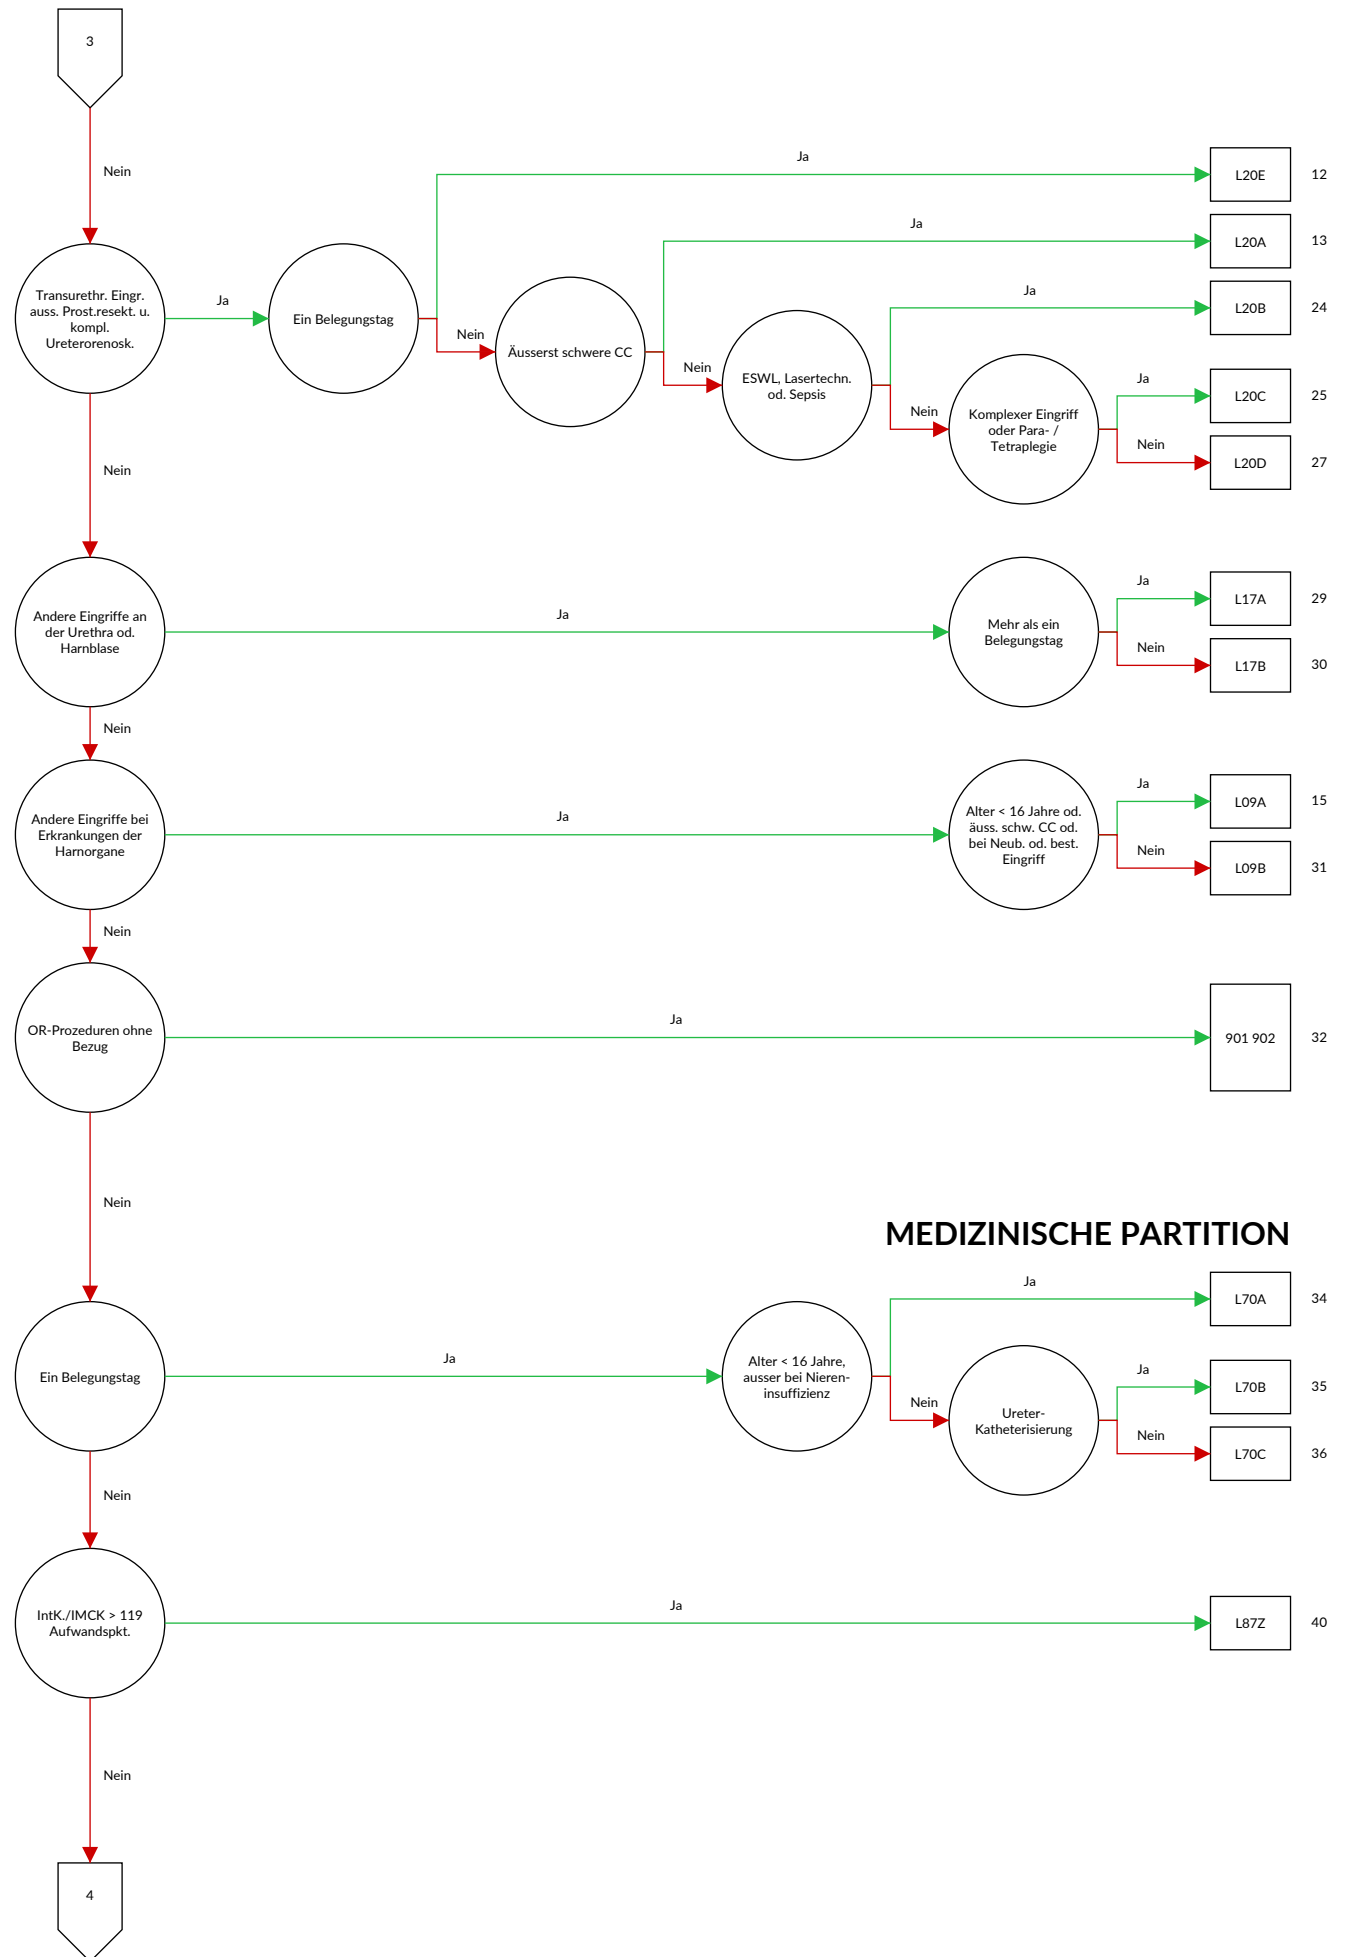 3
Nein
Ja
L20E
12
Ja
L20A
13
Transurethr. Eingr.
auss. Prost.resekt. u.
kompl.
Ureterorenosk.
Ja
Ein Belegungstag
Nein
Äusserst schwere CC
Nein
ESWL, Lasertechn.
od. Sepsis
Ja
L20B
24
Nein
Komplexer Eingriff
oder Para- /
Tetraplegie
Ja
L20C
25
Nein
L20D
27
Nein
Andere Eingriffe an
der Urethra od.
Harnblase
Ja
Mehr als ein
Belegungstag
Ja
L17A
29
Nein
L17B
30
Nein
Andere Eingriffe bei
Erkrankungen der
Harnorgane
Ja
Alter < 16 Jahre od.
äuss. schw. CC od.
bei Neub. od. best.
Eingriff
Ja
L09A
15
Nein
L09B
31
Nein
OR-Prozeduren ohne
Bezug
Ja
901 902
32
Nein
MEDIZINISCHE PARTITION
Ein Belegungstag
Ja
Alter < 16 Jahre,
ausser bei Nieren-
insuffizienz
Ja
L70A
34
Nein
Ureter-
Katheterisierung
Ja
L70B
35
Nein
L70C
36
Nein
IntK./IMCK > 119
Aufwandspkt.
Ja
L87Z
40
Nein
4